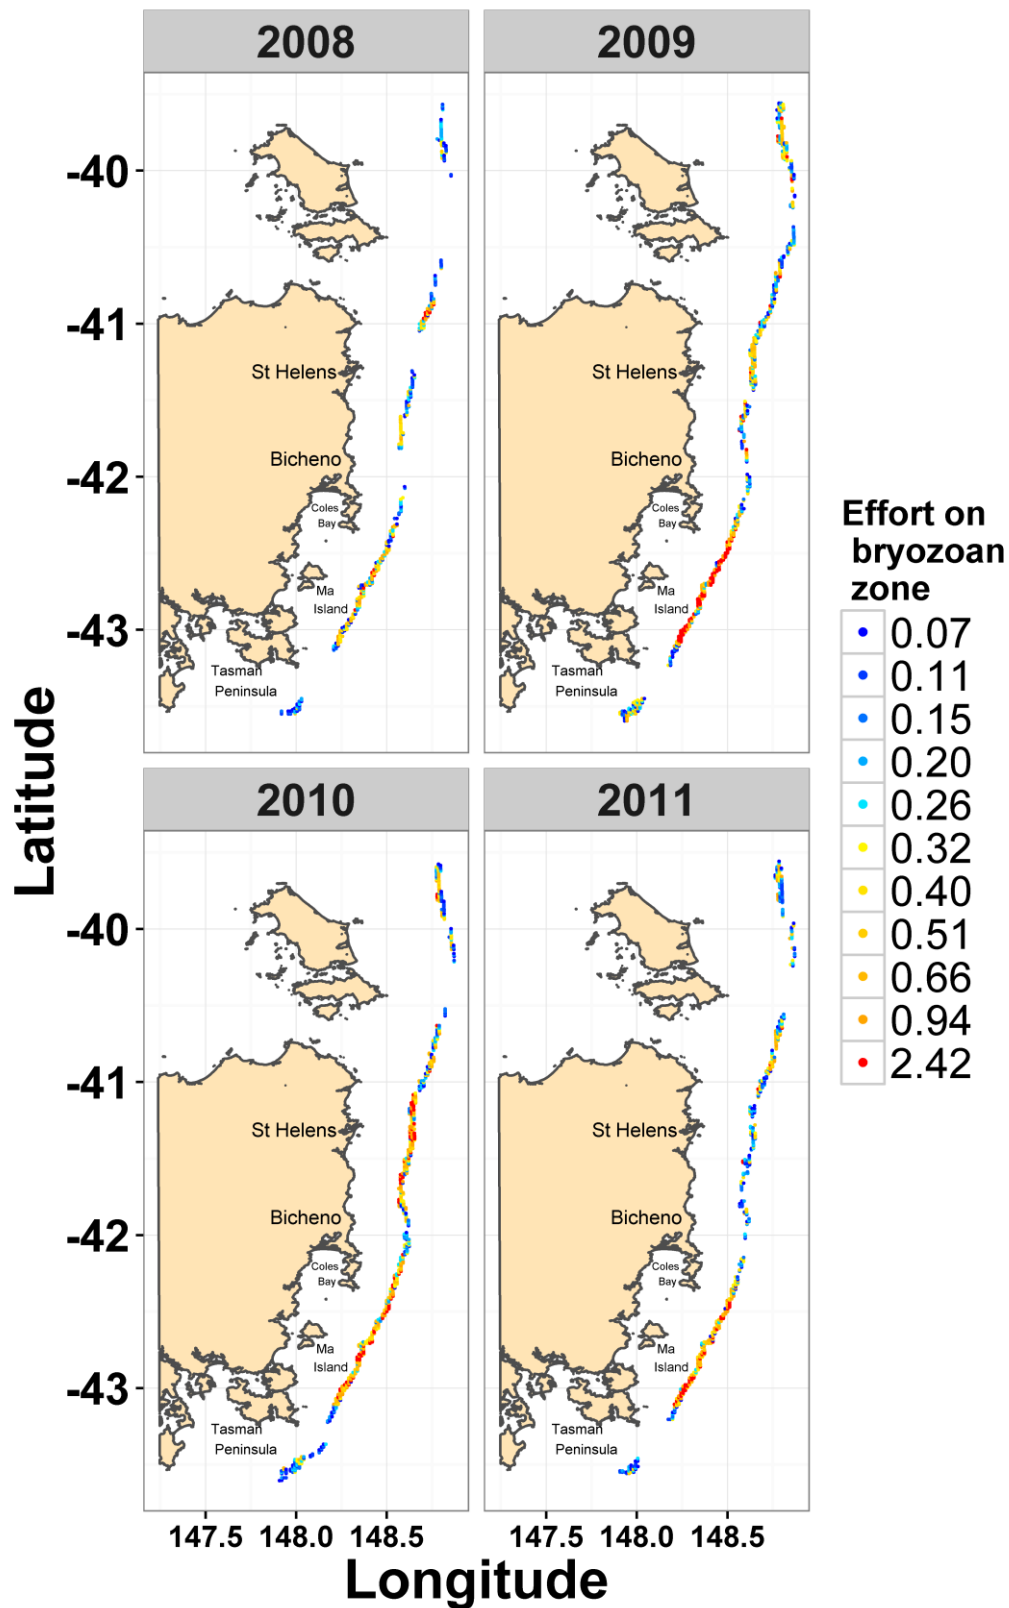 2008
2009
-40
-41
-42
-43
St Helens
Bicheno
Coles
Bay
Ma
Island
Tasman
Peninsula
St Helens
Bicheno
Coles
Bay
Ma
Island
Tasman
Peninsula
2010
2011
-40
-41
-42
-43
St Helens
Bicheno
Coles
Bay
Ma
Island
Tasman
Peninsula
St Helens
Bicheno
Coles
Bay
Ma
Island
Tasman
Peninsula
147.5 148.0 148.5
147.5 148.0 148.5
Longitude
Latitude
Effort on
bryozoan
zone
0.07
0.11
0.15
0.20
0.26
0.32
0.40
0.51
0.66
0.94
2.42